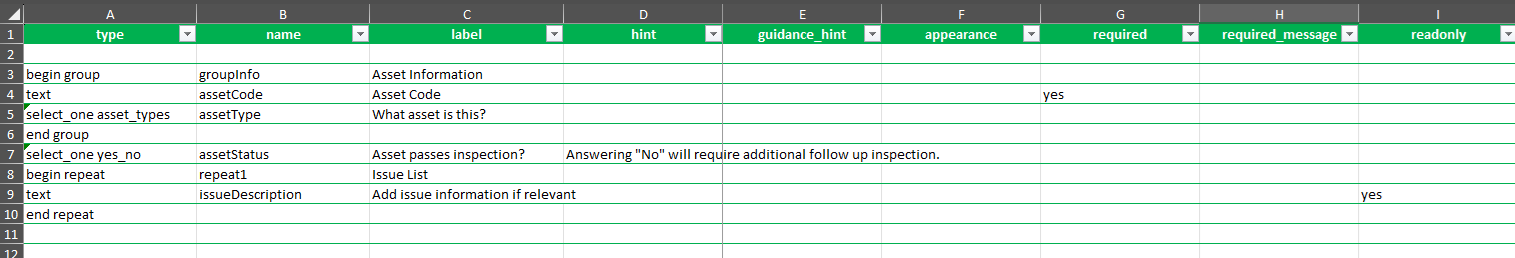 A B C D E F G H I
1 type name label hint guidance_hint appearance required required_message readonly
2
3 begin group groupInfo Asset Information
4 text assetCode Asset Code yes
5 select_one asset_types assetType What asset is this?
6 end group
7 select_one yes_no assetStatus Asset passes inspection? Answering "No" will require additional follow up inspection.
8 begin repeat repeat1 Issue List
9 text issueDescription Add issue information if relevant yes
10 end repeat
11
12